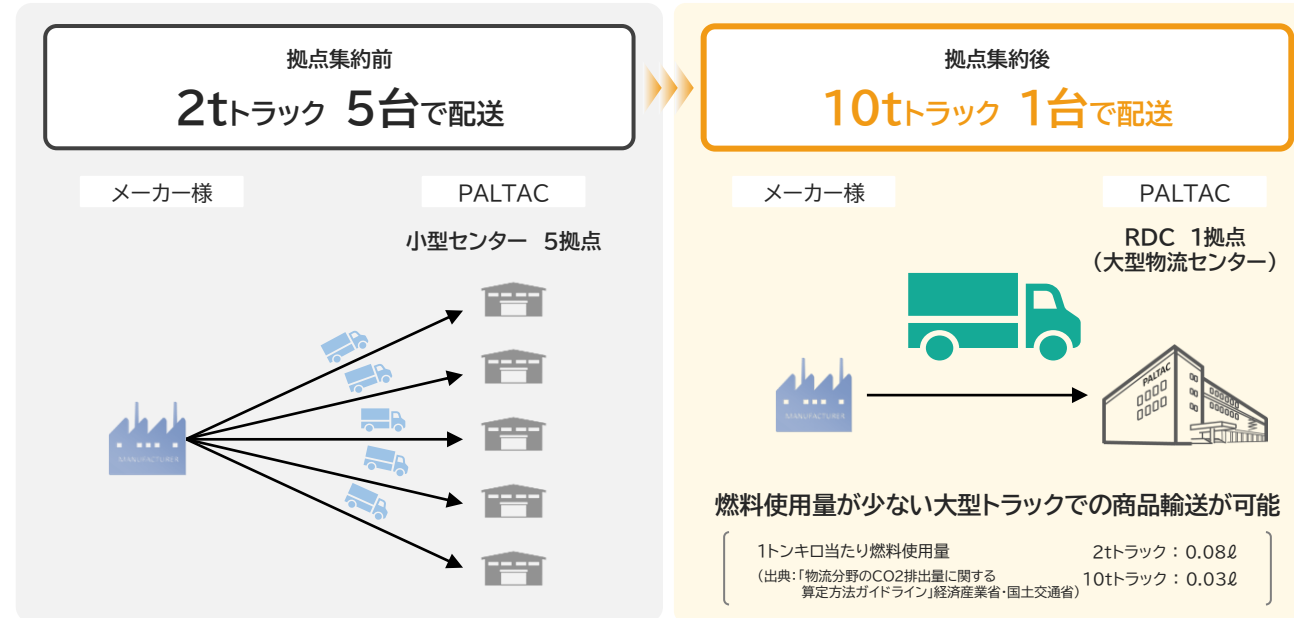 拠点集約前
2tトラック 5台で配送
メーカー様
PALTAC
小型センター 5拠点
MANUFACTURER
拠点集約後
10tトラック 1台で配送
メーカー様
PALTAC
RDC 1拠点
(大型物流センター)
MANUFACTURER
PALTAC
燃料使用量が少ない大型トラックでの商品輸送が可能
1トンキロ当たり燃料使用量
2tトラック:0.08ℓ
(出典:「物流分野のCO2排出量に関する
算定方法ガイドライン」経済産業省・国土交通省)
10tトラック:0.03ℓ